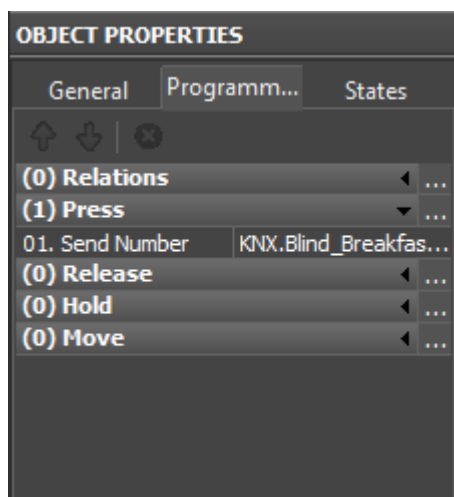 OBJECT PROPERTIES
General Programm... States
(0) Relations ...
(1) Press ...
01. Send Number KNX.Blind_Breakfas...
(0) Release ...
(0) Hold ...
(0) Move ...